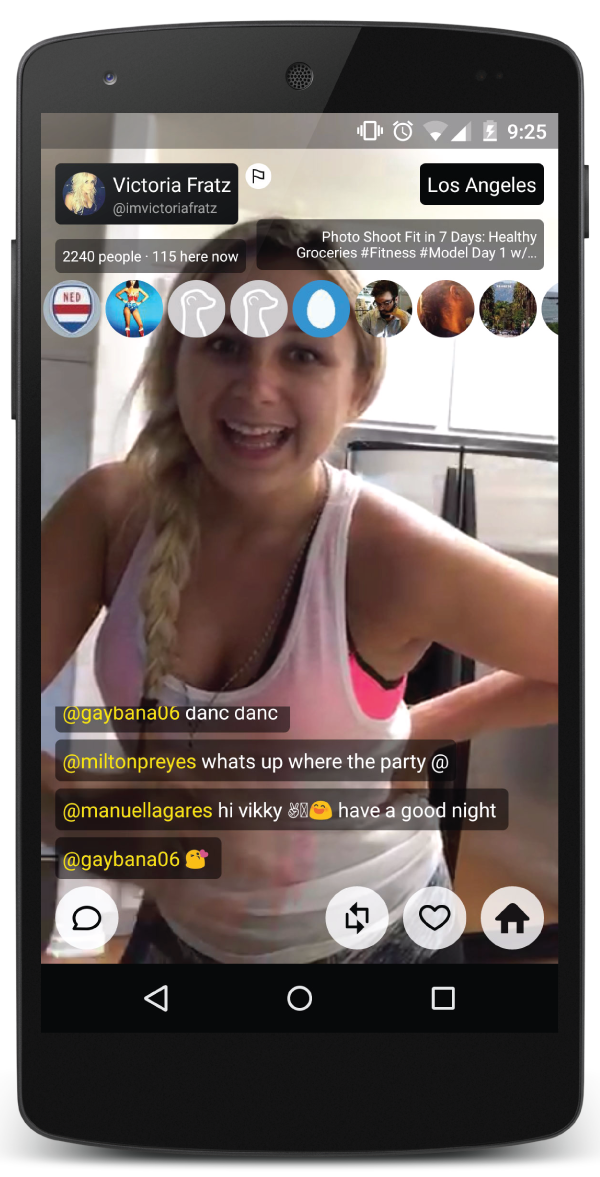 9:25
Victoria Fratz
@imvictoriafratz
Los Angeles
2240 people · 115 here now
Photo Shoot Fit in 7 Days: Healthy
Groceries #Fitness #Model Day 1 w/...
NED
@gaybana06 danc danc
@miltonpreyes whats up where the party @
@manuellagares hi vikky ✌️😄 have a good night
@gaybana06 😘